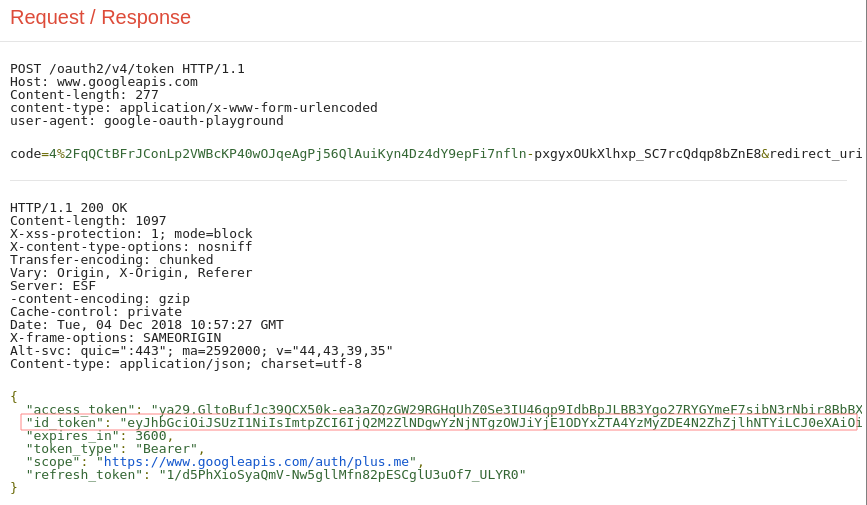 Request / Response
POST /oauth2/v4/token HTTP/1.1
Host: www.googleapis.com
Content-length: 277
content-type: application/x-www-form-urlencoded
user-agent: google-oauth-playground
code=4%2FqQCtBFrJConLp2VWBcKP40wOJqeAgPj56QlAuiKyn4Dz4dY9epFi7nfln-pxgyxOUkXlhxp_SC7rcQdqp8bZnE8&redirect_uri
HTTP/1.1 200 OK
Content-length: 1097
X-xss-protection: 1; mode=block
X-content-type-options: nosniff
Transfer-encoding: chunked
Vary: Origin, X-Origin, Referer
Server: ESF
-content-encoding: gzip
Cache-control: private
Date: Tue, 04 Dec 2018 10:57:27 GMT
X-frame-options: SAMEORIGIN
Alt-svc: quic=":443"; ma=2592000; v="44,43,39,35"
Content-type: application/json; charset=utf-8
{
"access_token": "ya29.GltoBufJc39QCX50k-ea3aZQzGW29RGHqUhZ0Se3IU46qp9IdbBpJLBB3Ygo27RYGYmeF7sibN3rNbir8BbBX
"id_token": "eyJhbGciOiJSUzI1NiIsImtpZCI6IjQ2M2ZlNDgwYzNjNTgzOWJiYjE1ODYxZTA4YzMyZDE4N2ZhZjlhNTYiLCJ0eXAiOi
"expires_in": 3600,
"token_type": "Bearer",
"scope": "https://www.googleapis.com/auth/plus.me",
"refresh_token": "1/d5PhXioSyaQmV-Nw5gllMfn82pESCglU3uOf7_ULYR0"
}